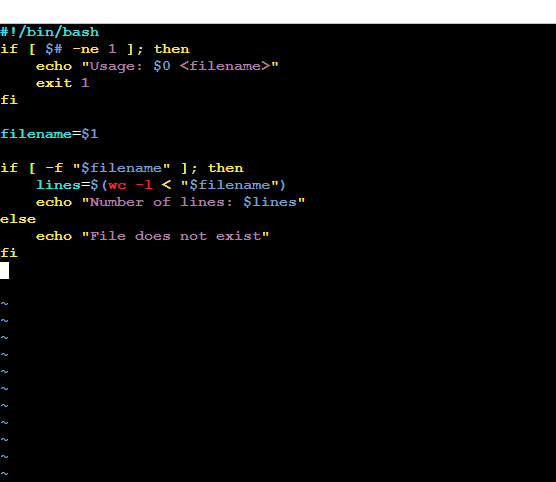 #!/bin/bash
if [ $# -ne 1 ]; then
    echo "Usage: $0 <filename>"
    exit 1
fi

filename=$1

if [ -f "$filename" ]; then
    lines=$(wc -l < "$filename")
    echo "Number of lines: $lines"
else
    echo "File does not exist"
fi

~
~
~
~
~
~
~
~
~
~
~